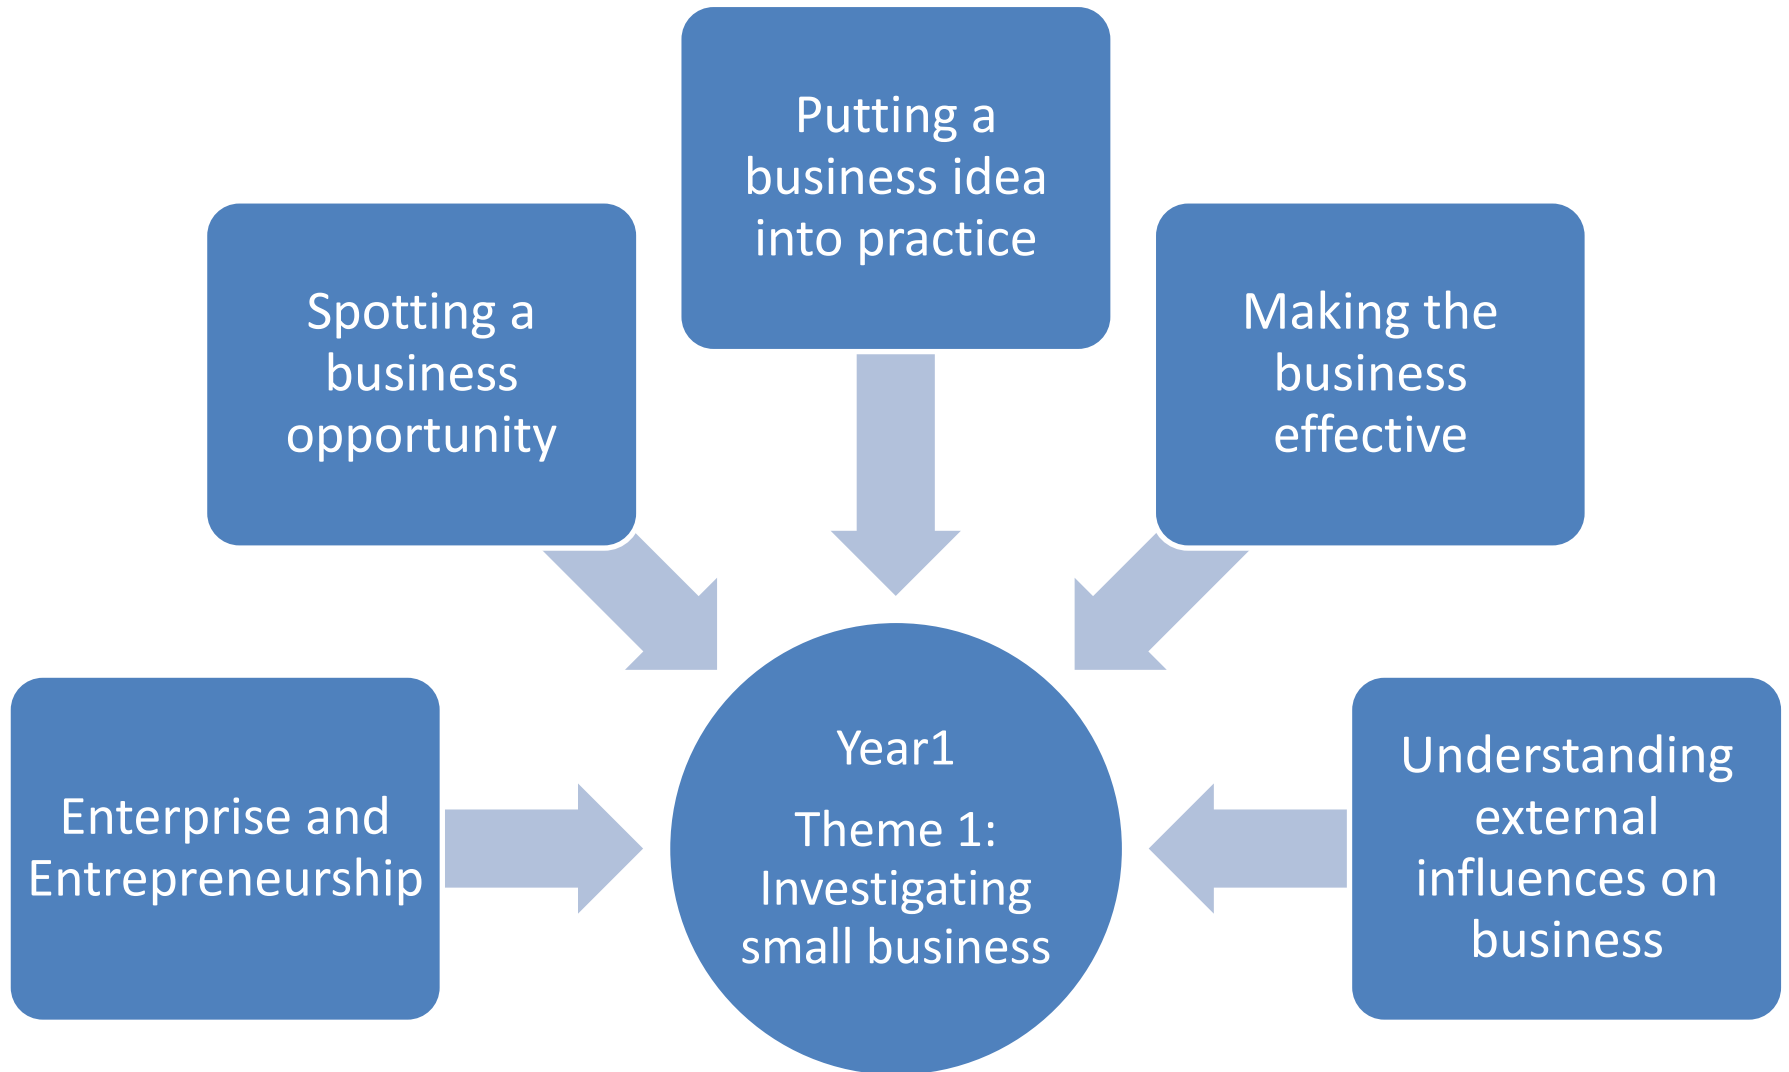 Putting a
business idea
into practice
Spotting a
business
opportunity
Making the
business
effective
Enterprise and
Entrepreneurship
Year1
Theme 1:
Investigating
small business
Understanding
external
influences on
business